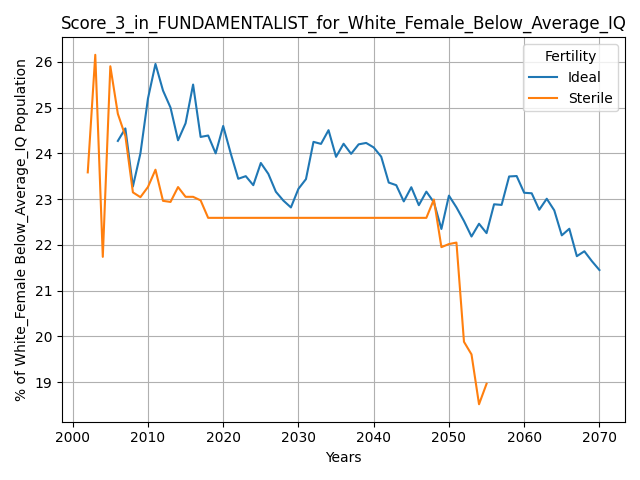 Score_3_in_FUNDAMENTALIST_for_White_Female_Below_Average_IQ
% of White_Female Below_Average_IQ Population
26
25
24
23
22
21
20
19
Fertility
Ideal
Sterile
2000 2010 2020 2030 2040 2050 2060 2070
Years